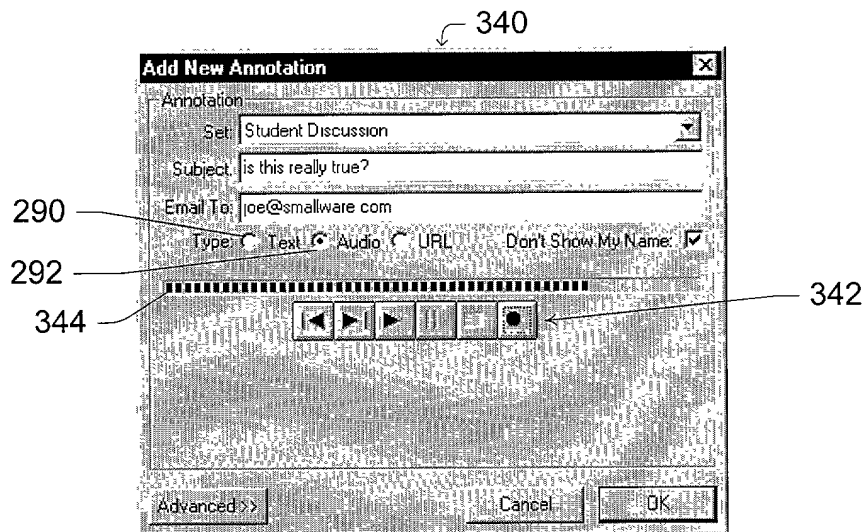 340
Add New Annotation
Annotation
Set: Student Discussion
Subject: is this really true?
Email To: joe@smallware com
290
Type: Text Audio URL Don't Show My Name:
292
344
342
Advanced >> Cancel OK